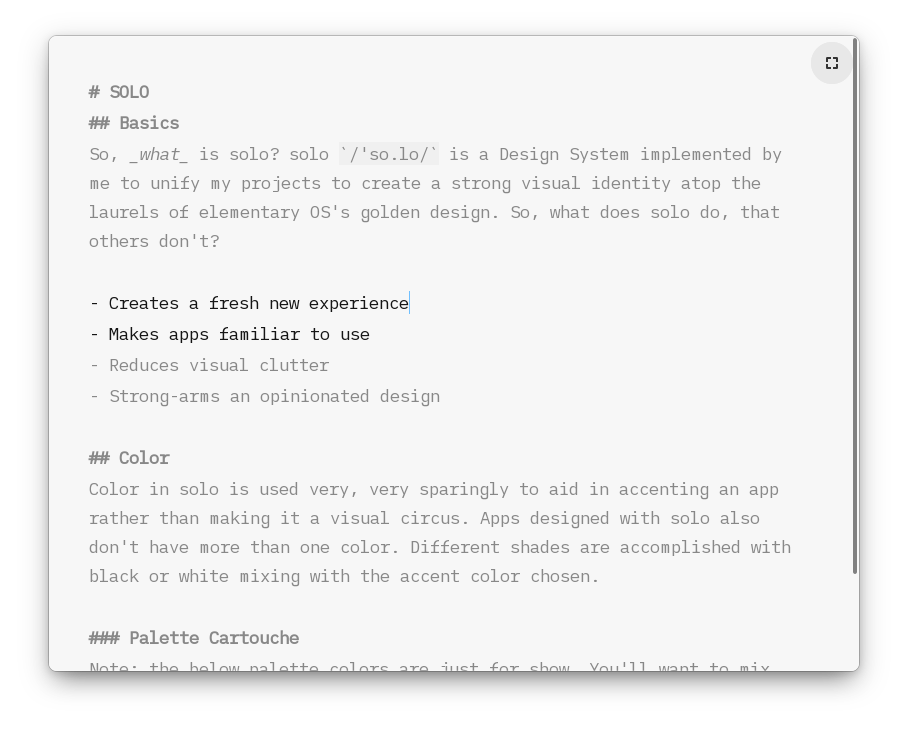 # SOLO
## Basics
So, _what_ is solo? solo `/'so.lo/` is a Design System implemented by
me to unify my projects to create a strong visual identity atop the
laurels of elementary OS's golden design. So, what does solo do, that
others don't?
- Creates a fresh new experience
- Makes apps familiar to use
- Reduces visual clutter
- Strong-arms an opinionated design
## Color
Color in solo is used very, very sparingly to aid in accenting an app
rather than making it a visual circus. Apps designed with solo also
don't have more than one color. Different shades are accomplished with
black or white mixing with the accent color chosen.
### Palette Cartouche
Note: the below palette colors are just for show. You'll want to mix